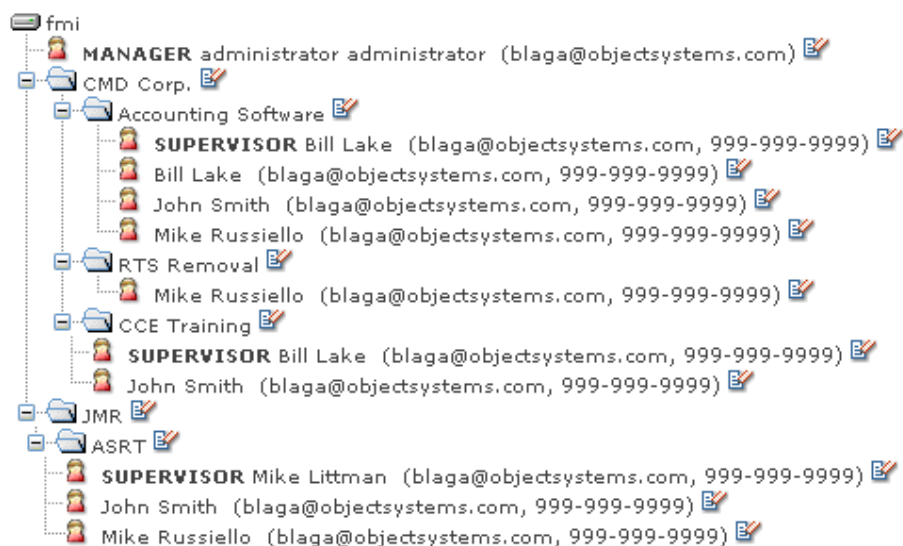 fmi
MANAGER administrator administrator (blaga@objectsystems.com)
CMD Corp.
Accounting Software
SUPERVISOR Bill Lake (blaga@objectsystems.com, 999-999-9999)
Bill Lake (blaga@objectsystems.com, 999-999-9999)
John Smith (blaga@objectsystems.com, 999-999-9999)
Mike Russiello (blaga@objectsystems.com, 999-999-9999)
RTS Removal
Mike Russiello (blaga@objectsystems.com, 999-999-9999)
CCE Training
SUPERVISOR Bill Lake (blaga@objectsystems.com, 999-999-9999)
John Smith (blaga@objectsystems.com, 999-999-9999)
JMR
ASRT
SUPERVISOR Mike Littman (blaga@objectsystems.com, 999-999-9999)
John Smith (blaga@objectsystems.com, 999-999-9999)
Mike Russiello (blaga@objectsystems.com, 999-999-9999)